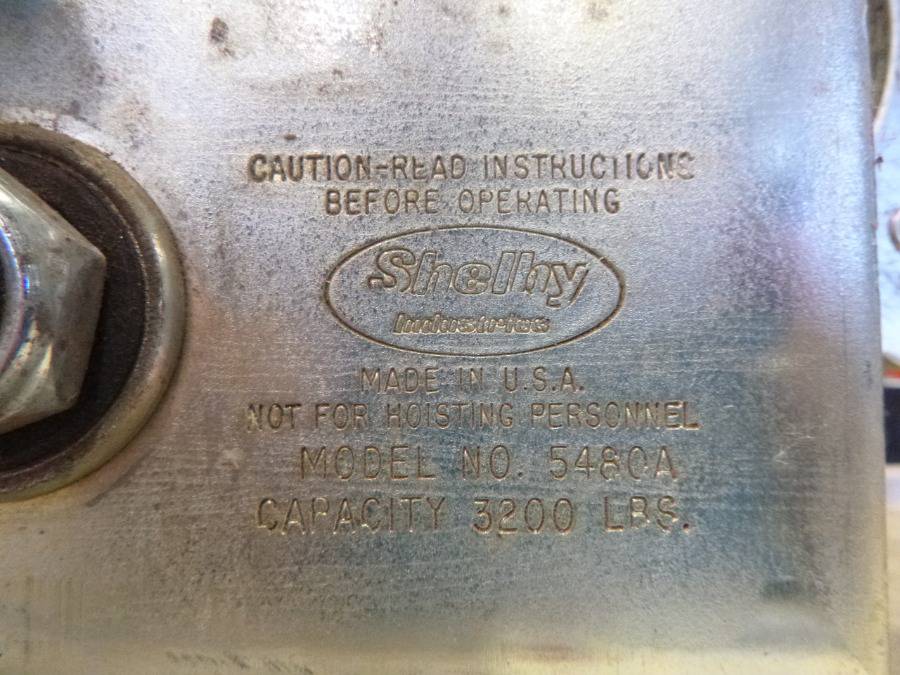 CAUTION-READ INSTRUCTIONS
BEFORE OPERATING
Shelby
Industries
MADE IN U.S.A.
NOT FOR HOISTING PERSONNEL
MODEL NO. 5480A
CAPACITY 3200 LBS.